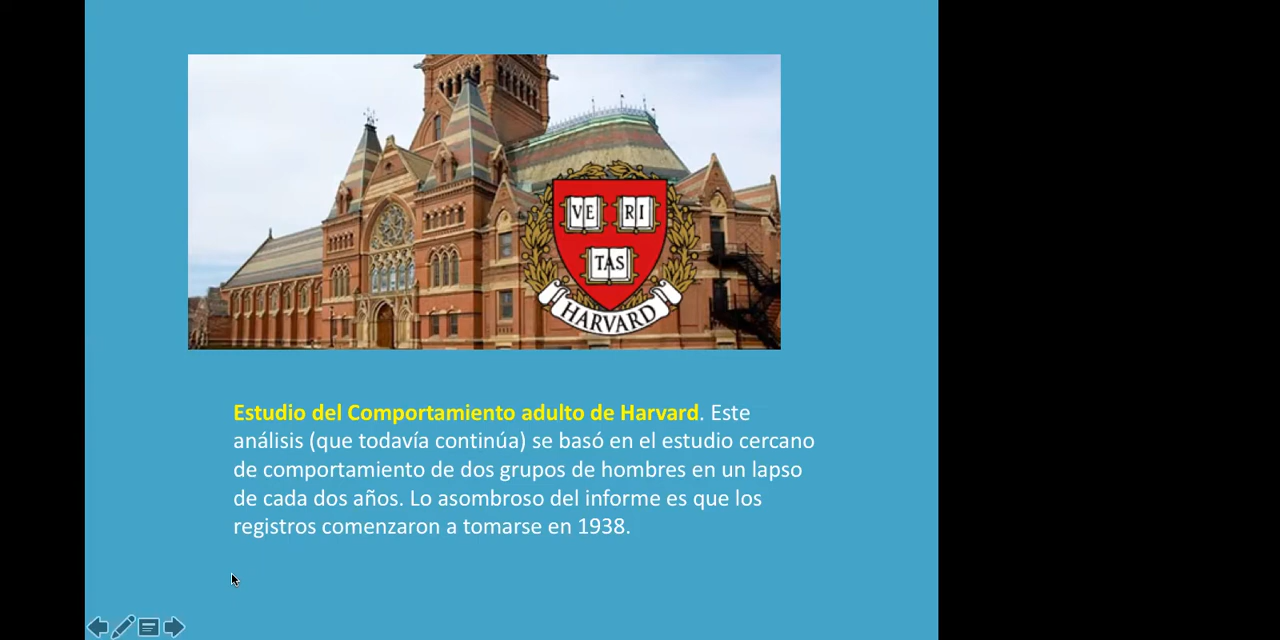 VE RI
TAS
HARVARD
Estudio del Comportamiento adulto de Harvard. Este
análisis (que todavía continúa) se basó en el estudio cercano
de comportamiento de dos grupos de hombres en un lapso
de cada dos años. Lo asombroso del informe es que los
registros comenzaron a tomarse en 1938.